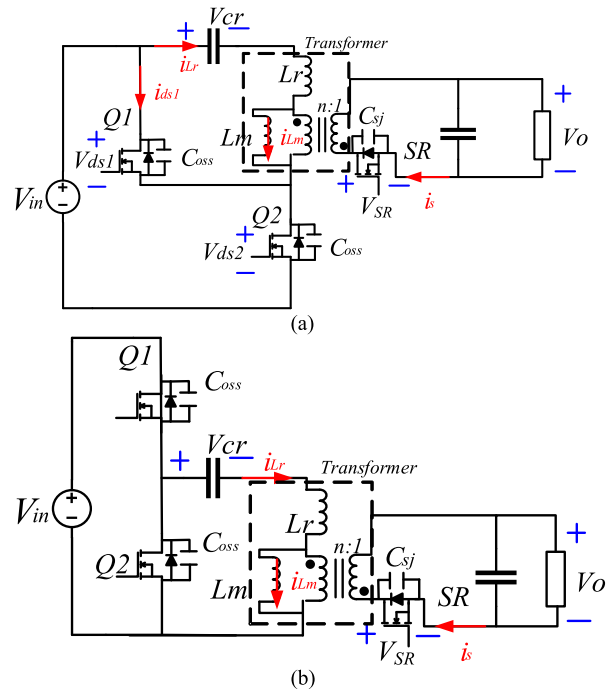 Vcr
+ −
iLr
Transformer
Lr
ids1
Q1
n:1
Csj
+
Lm
iLm
SR
Vo
+
Vds1
Coss
−
+
−
−
Vin
VSR
is
Q2
+
Vds2
Coss
−
(a)
Q1
Coss
Vcr
+ −
iLr
Transformer
Vin
Lr
Coss
n:1
Csj
+
Q2
Lm
iLm
SR
Vo
+
−
−
VSR
is
(b)